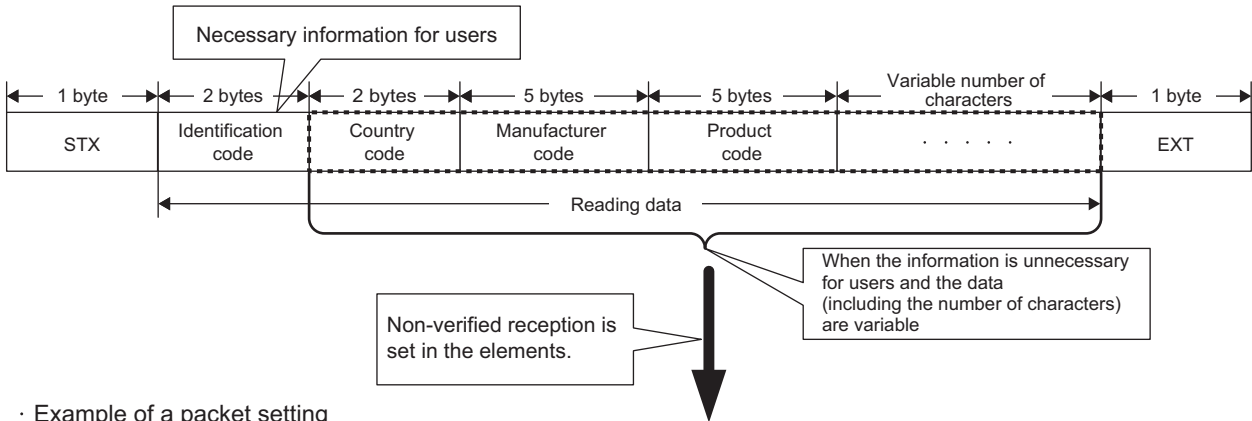 Necessary information for users
1 byte
2 bytes
2 bytes
5 bytes
5 bytes
Variable number of
characters
1 byte
STX
Identification
code
Country
code
Manufacturer
code
Product
code
· · · · ·
EXT
Reading data
When the information is unnecessary
for users and the data
(including the number of characters)
are variable
Non-verified reception is
set in the elements.
· Example of a packet setting